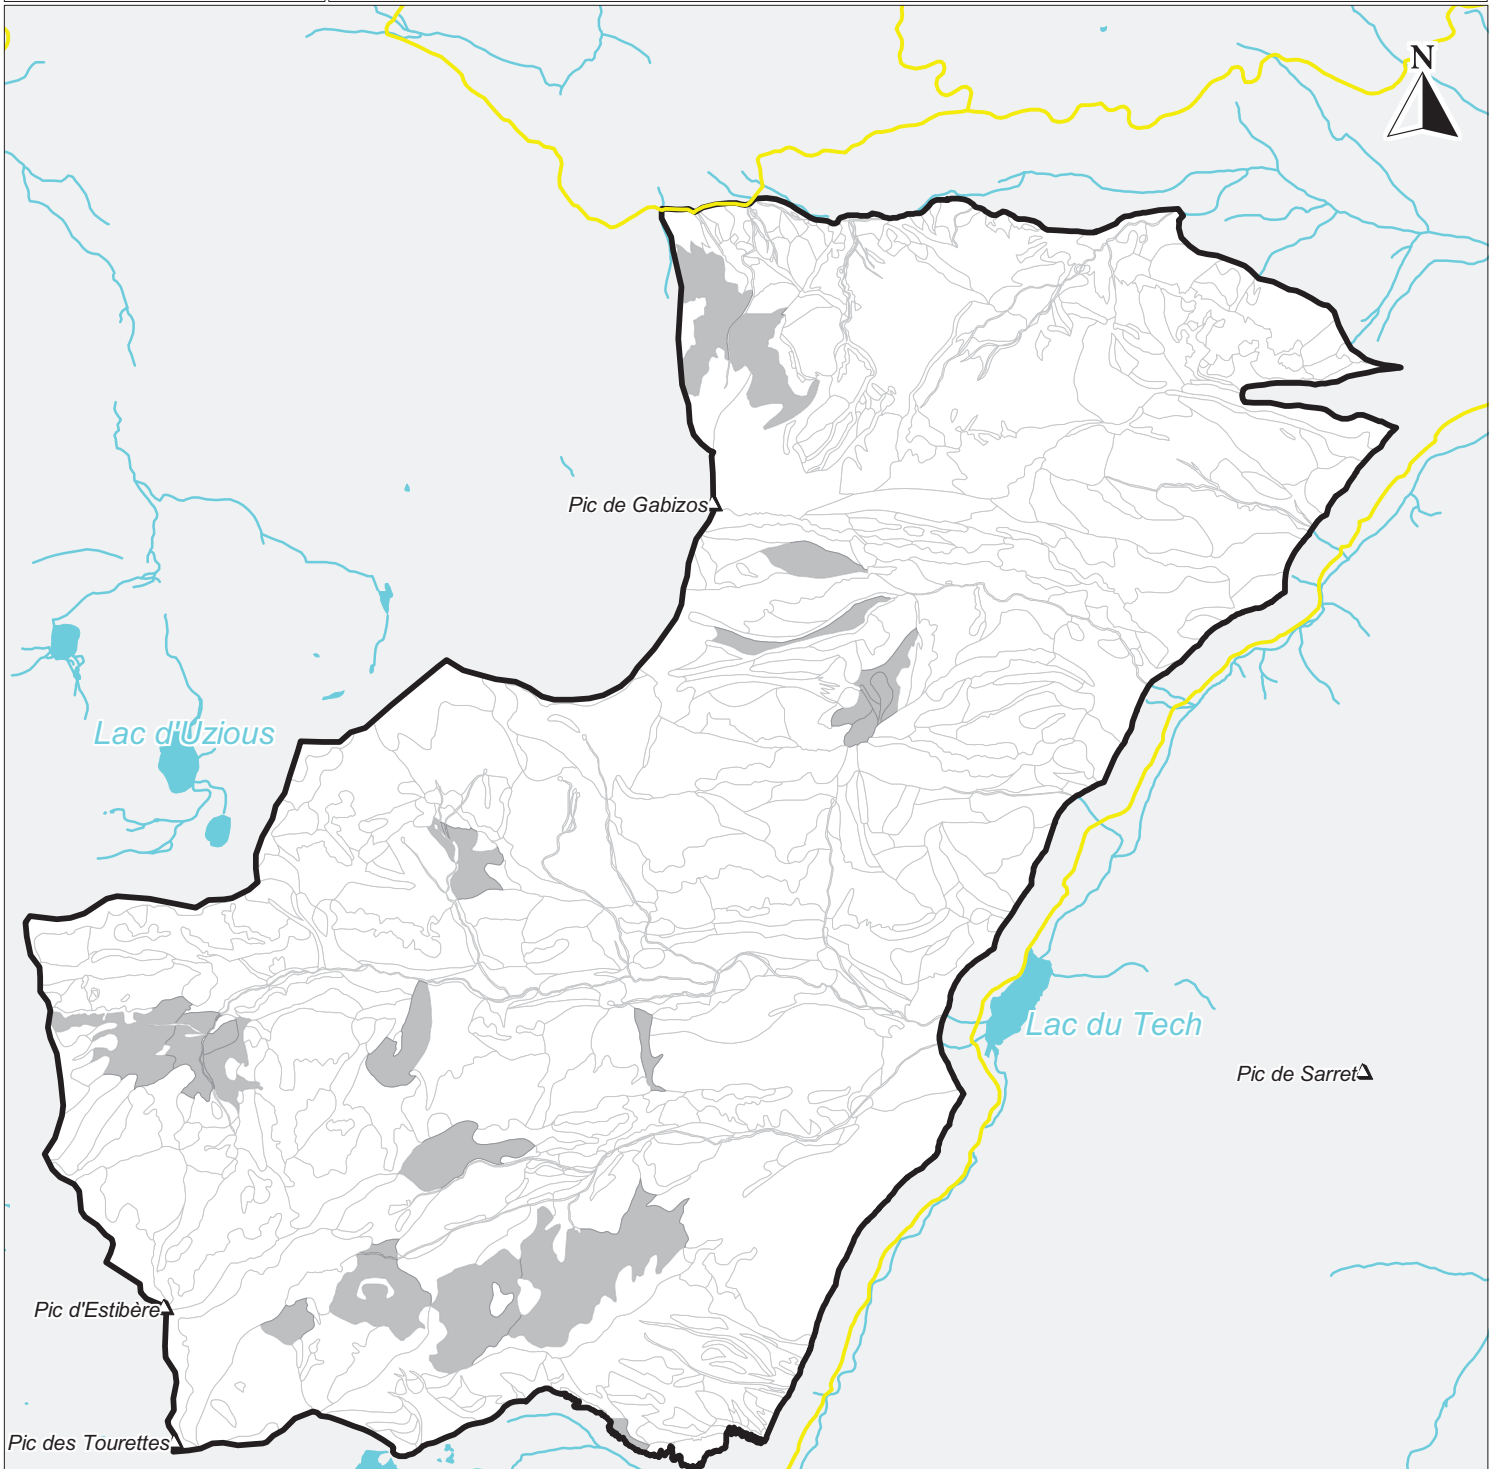 N
Pic de Gabizos
Lac d'Uzious
Lac du Tech
Pic de Sarret
Pic d'Estibère
Pic des Tourettes